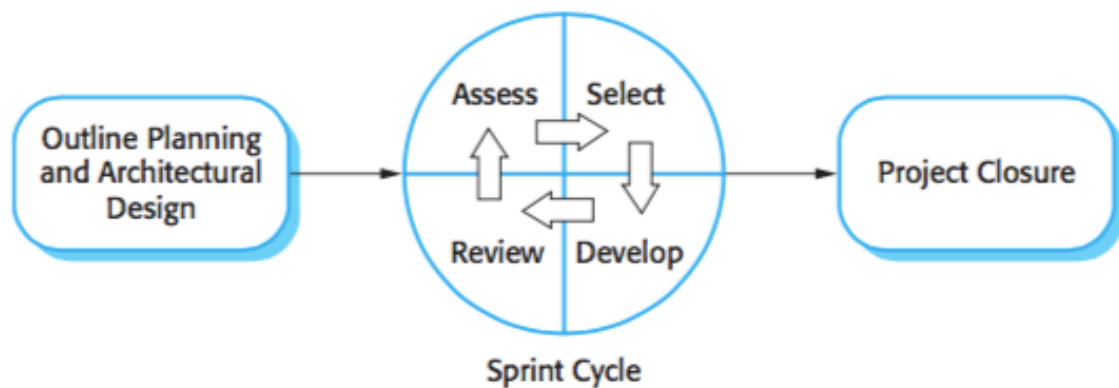 Outline Planning
and Architectural
Design
Assess
Select
Review
Develop
Sprint Cycle
Project Closure